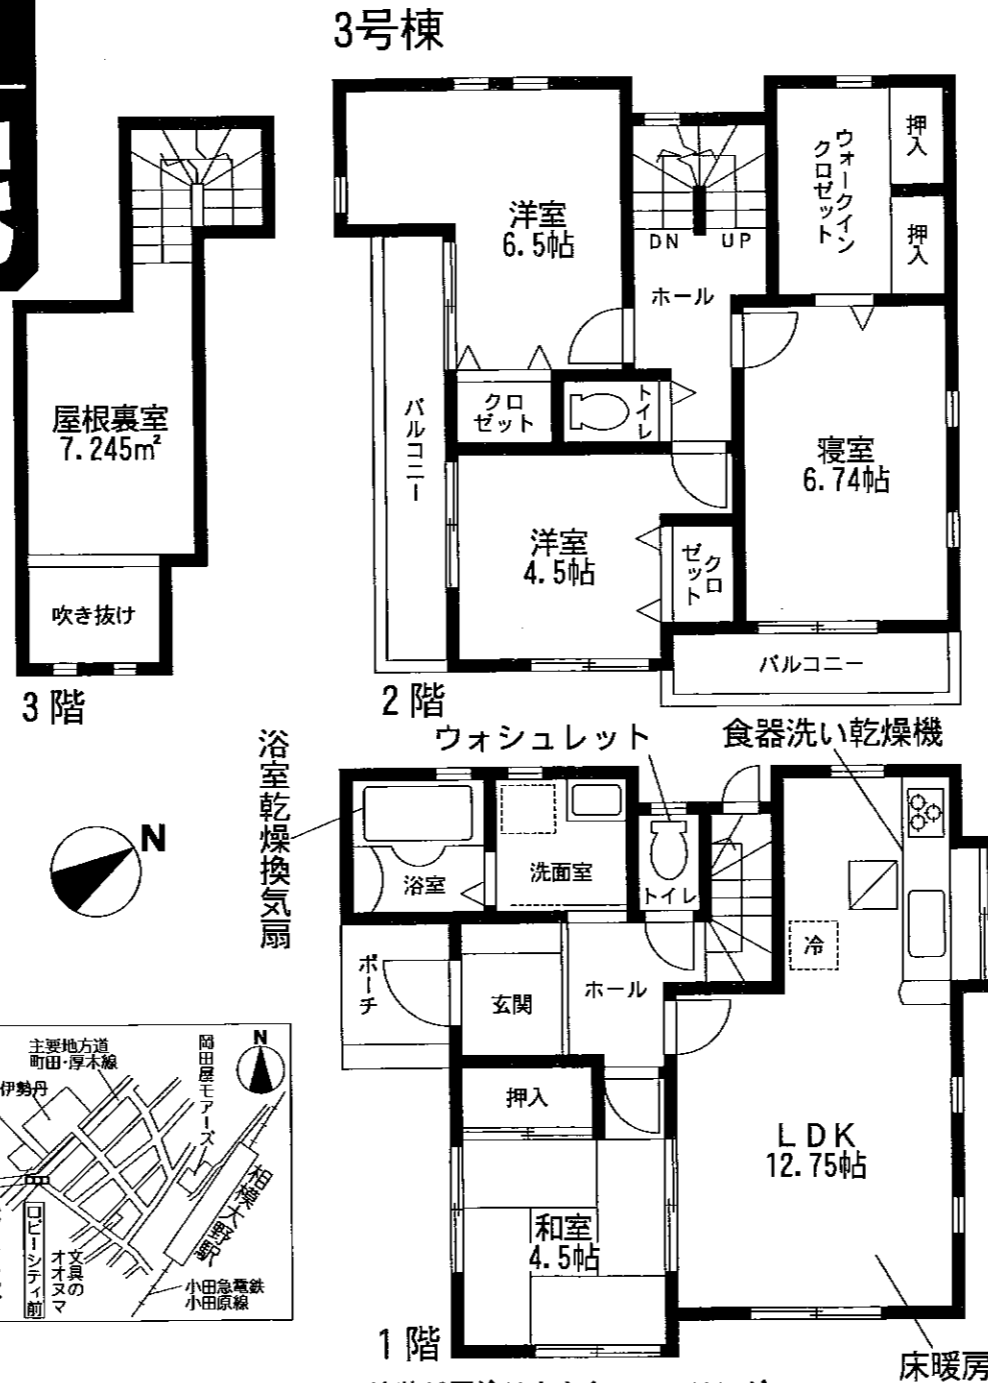 3号棟
屋根裏室
7.245㎡
吹き抜け
3階
洋室
6.5帖
DN UP
ホール
ウォークイン
クロゼット
押入
押入
バルコニー
クロ
ゼット
トイレ
寝室
6.74帖
洋室
4.5帖
クロ
ゼット
バルコニー
2階
ウォシュレット
食器洗い乾燥機
浴室乾燥換気扇
N
浴室
洗面室
トイレ
冷
ポーチ
玄関
ホール
押入
LDK
12.75帖
和室
4.5帖
1階
床暖房
主要地方道
町田・厚木線
伊勢丹
岡田屋モアーズ
N
相模大野駅
ロビーシティ前
文具の
オオヌマ
小田急電鉄
小田原線